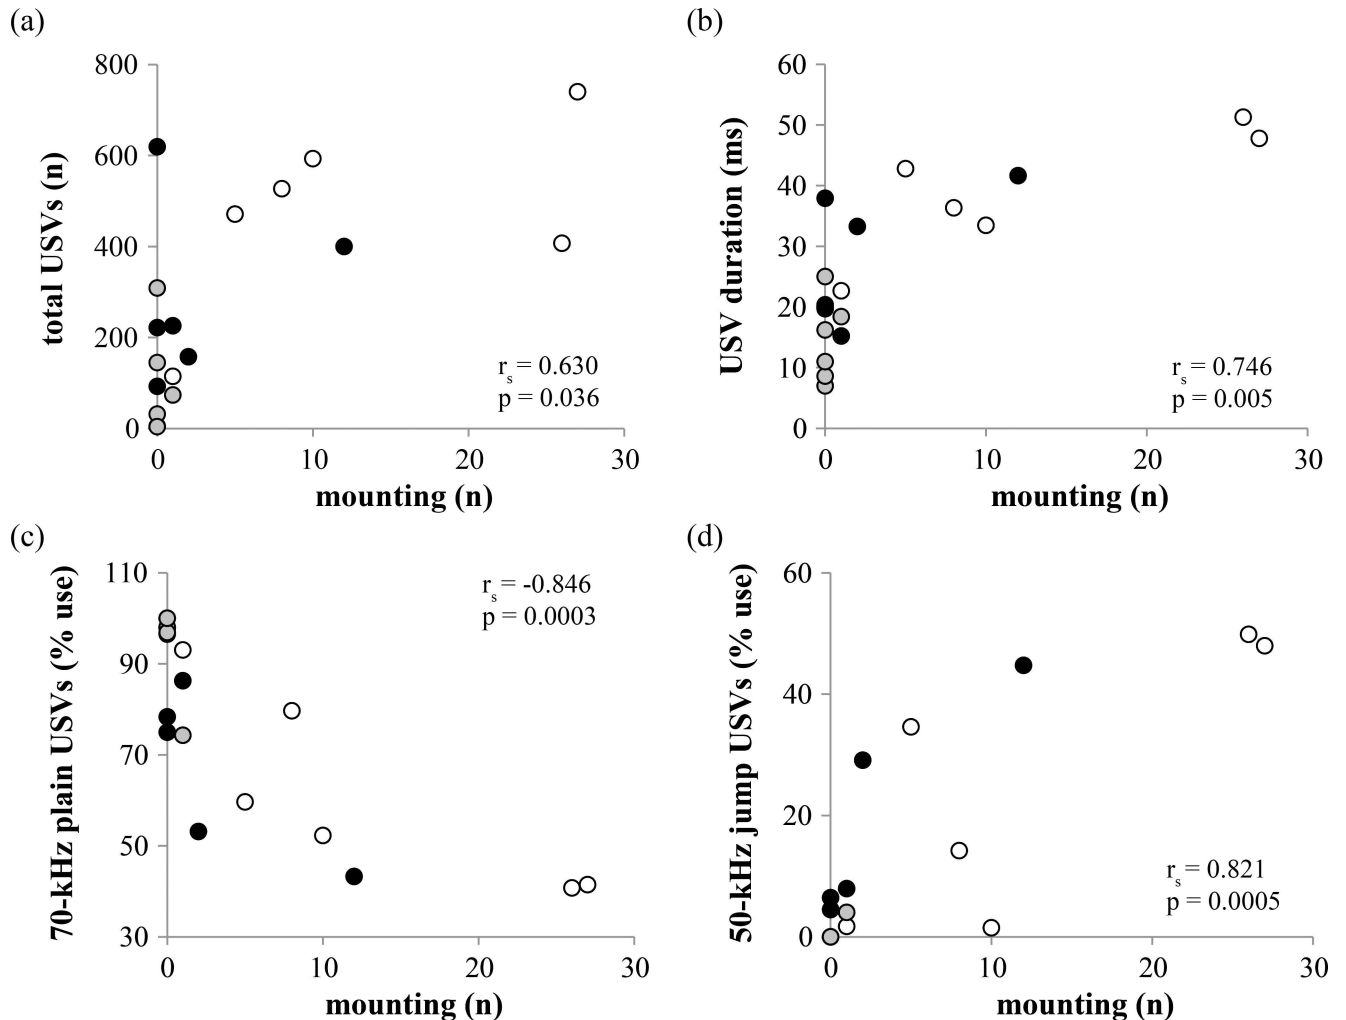 (a)
(b)
800
600
400
200
0
total USVs (n)
r_s = 0.630
p = 0.036
0 10 20 30
mounting (n)
60
50
40
30
20
10
0
USV duration (ms)
r_s = 0.746
p = 0.005
0 10 20 30
mounting (n)
(c)
(d)
110
90
70
50
30
70-kHz plain USVs (% use)
r_s = -0.846
p = 0.0003
0 10 20 30
mounting (n)
60
40
20
0
50-kHz jump USVs (% use)
r_s = 0.821
p = 0.0005
0 10 20 30
mounting (n)